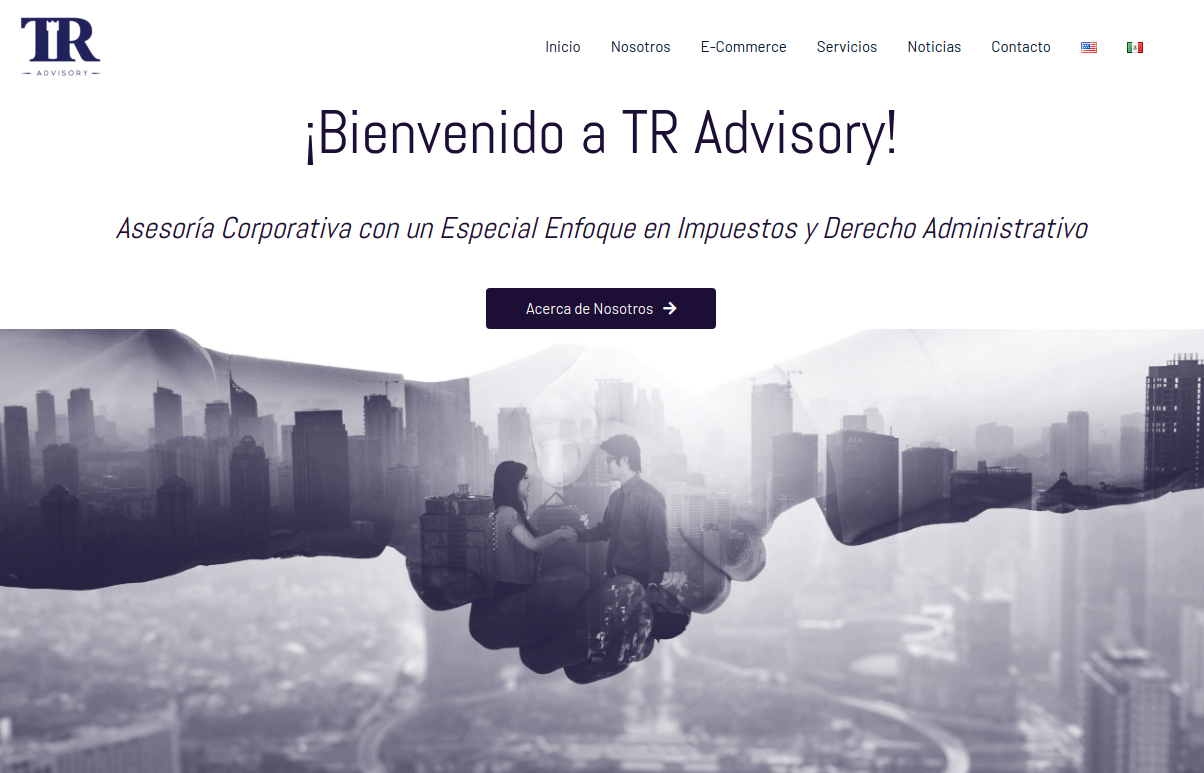 TR
ADVISORY
Inicio Nosotros E-Commerce Servicios Noticias Contacto
¡Bienvenido a TR Advisory!
Asesoría Corporativa con un Especial Enfoque en Impuestos y Derecho Administrativo
Acerca de Nosotros
AIA